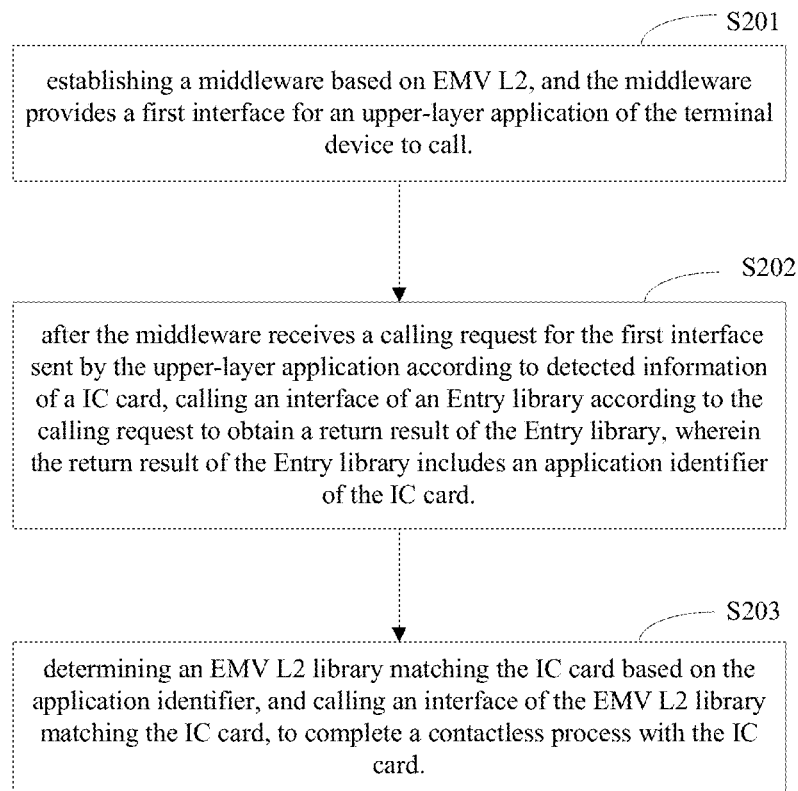 S201
establishing a middleware based on EMV L2, and the middleware
provides a first interface for an upper-layer application of the terminal
device to call.
S202
after the middleware receives a calling request for the first interface
sent by the upper-layer application according to detected information
of a IC card, calling an interface of an Entry library according to the
calling request to obtain a return result of the Entry library, wherein
the return result of the Entry library includes an application identifier
of the IC card.
S203
determining an EMV L2 library matching the IC card based on the
application identifier, and calling an interface of the EMV L2 library
matching the IC card, to complete a contactless process with the IC
card.